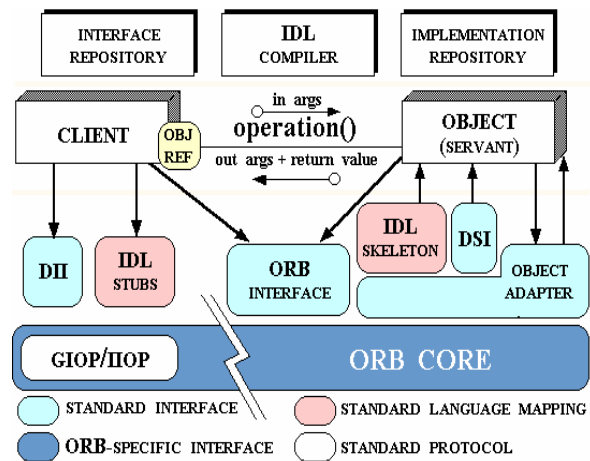 INTERFACE
REPOSITORY
IDL
COMPILER
IMPLEMENTATION
REPOSITORY
in args
operation()
out args + return value
CLIENT
OBJ
REF
OBJECT
(SERVANT)
DII
IDL
STUBS
ORB
INTERFACE
IDL
SKELETON
DSI
OBJECT
ADAPTER
GIOP/IIOP
ORB CORE
STANDARD INTERFACE
STANDARD LANGUAGE MAPPING
ORB-SPECIFIC INTERFACE
STANDARD PROTOCOL